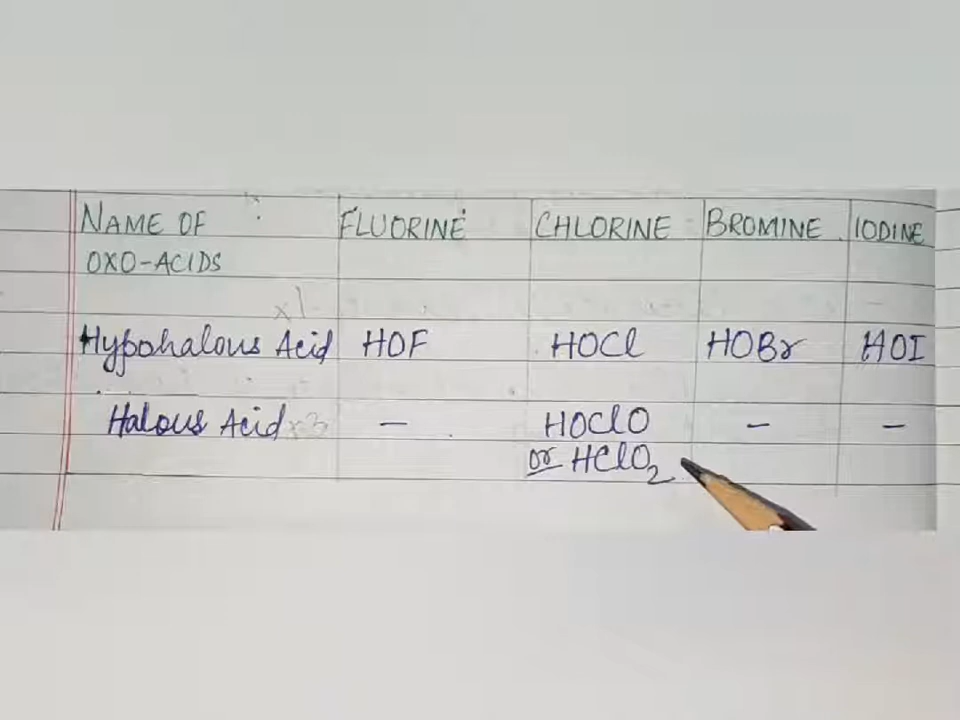 NAME OF FLUORINE CHLORINE BROMINE IODINE
OXO-ACIDS
Hypohalous Acid HOF HOCl HOBr HOI
Halous Acid - HOClO - -
or HClO₂